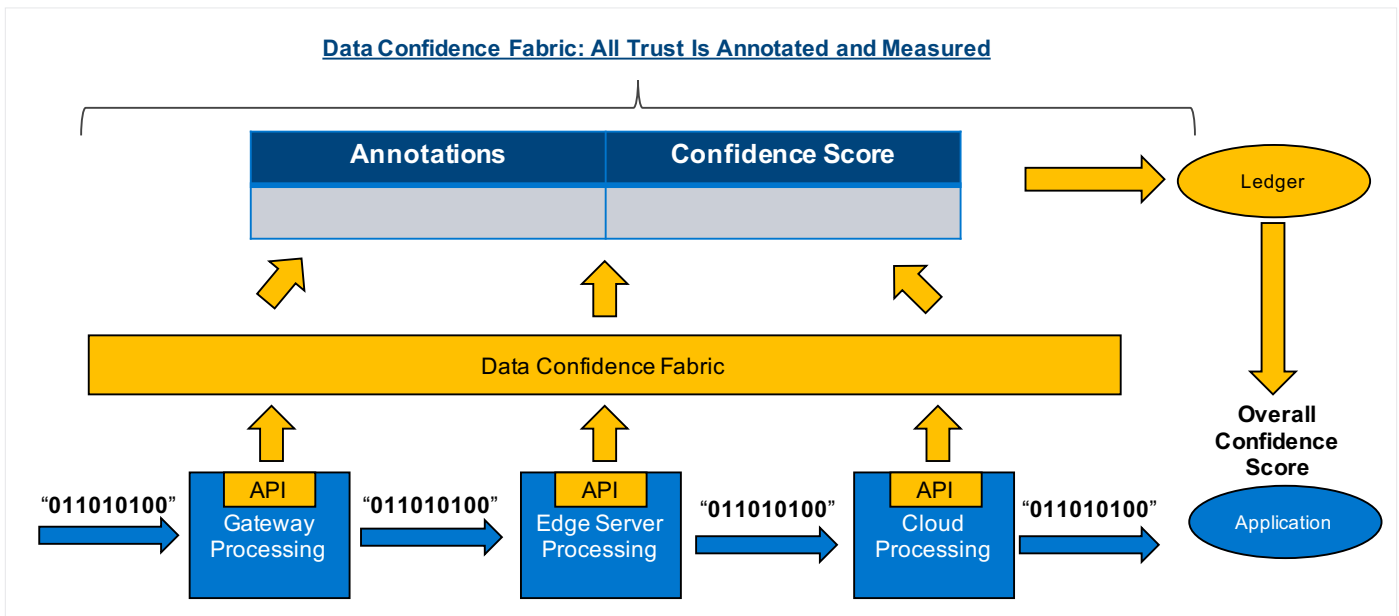 Data Confidence Fabric: All Trust Is Annotated and Measured
Annotations
Confidence Score
Ledger
Data Confidence Fabric
Overall
Confidence
Score
"011010100"
API
Gateway
Processing
"011010100"
API
Edge Server
Processing
"011010100"
API
Cloud
Processing
"011010100"
Application